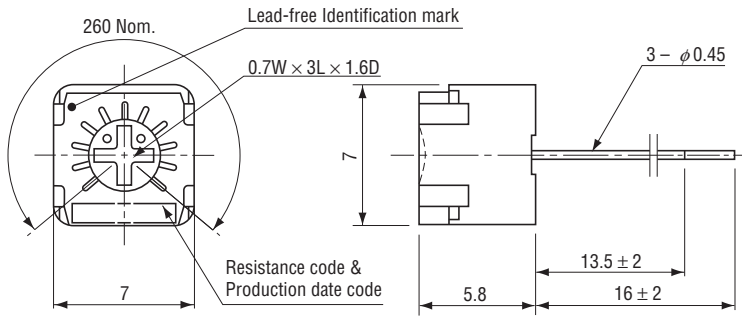 Lead-free Identification mark
260 Nom.
0.7W × 3L × 1.6D
3 – φ0.45
7
13.5 ± 2
Resistance code &
Production date code
7
5.8
16 ± 2